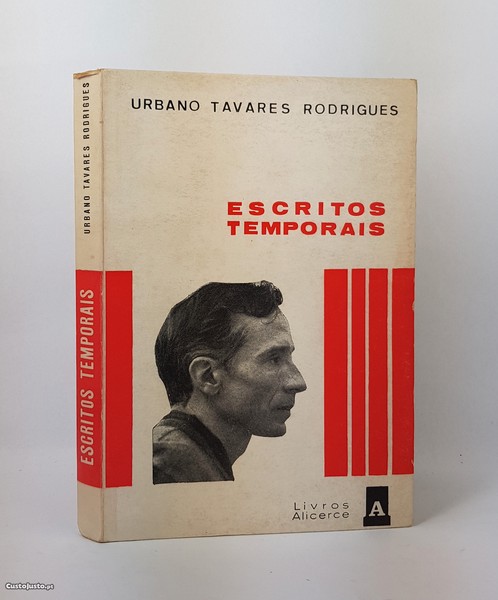 URBANO TAVARES RODRIGUES
ESCRITOS
TEMPORAIS
Livros
Alicerce
A
URBANO TAVARES RODRIGUES
ESCRITOS TEMPORAIS
CustoJusto.pt